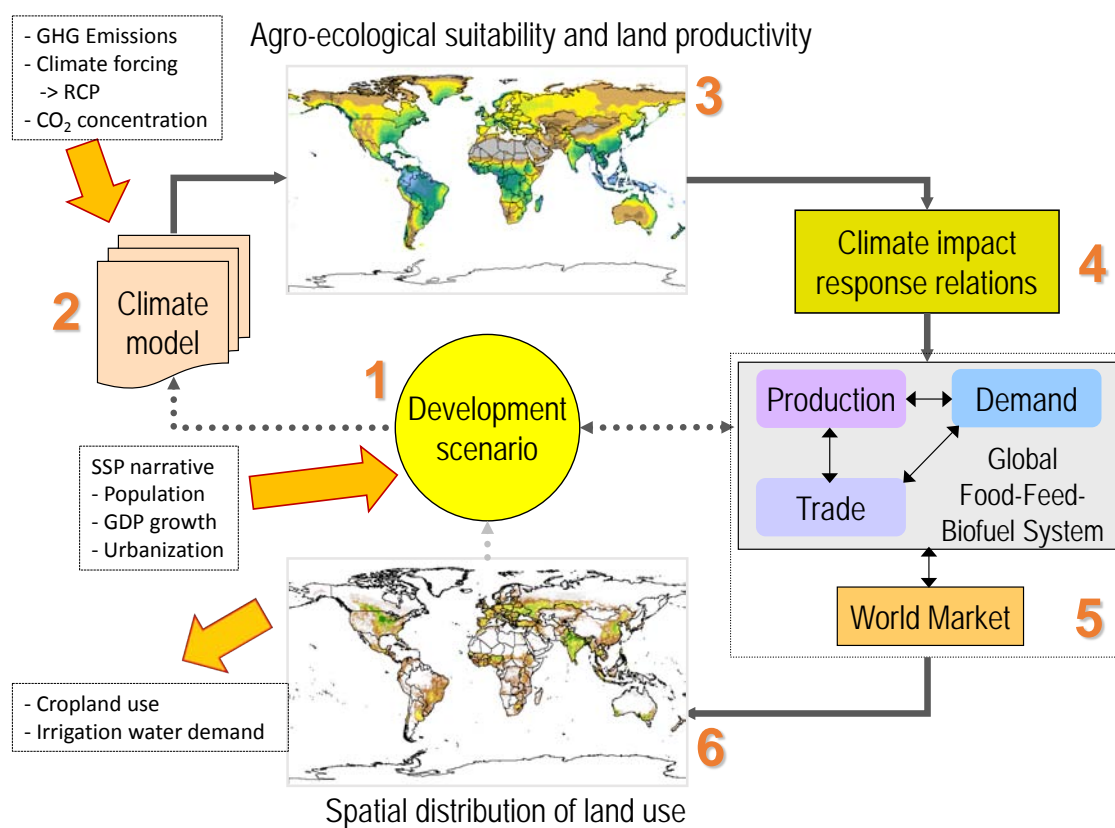 - GHG Emissions
- Climate forcing
-> RCP
- CO₂ concentration
Agro-ecological suitability and land productivity
3
2
Climate
model
Climate impact
response relations
4
1
Development
scenario
Production
Demand
Trade
Global
Food-Feed-
Biofuel System
SSP narrative
- Population
- GDP growth
- Urbanization
World Market
5
- Cropland use
- Irrigation water demand
6
Spatial distribution of land use